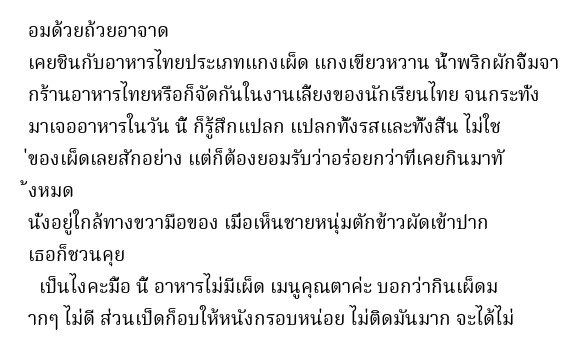 อมด้วยถ้วยอาจาด
เคยชินกับอาหารไทยประเภทแกงเผ็ด แกงเขียวหวาน น้ำพริกผักจิ้มจา
กร้านอาหารไทยหรือก็จัดกันในงานเลี้ยงของนักเรียนไทย จนกระทั่ง
มาเจออาหารในวัน นี้ ก็รู้สึกแปลก แปลกทั้งรสและทั้งสีัน ไม่ใช
่ของเผ็ดเลยสักอย่าง แต่ก็ต้องยอมรับว่าอร่อยกว่าที่เคยกินมาทั
้งหมด
นั่งอยู่ใกล้ทางขวามือของ เมื่อเห็นชายหนุ่มตักข้าวผัดเข้าปาก
เธอก็ชวนคุย
เป็นไงคะมื้อ นี้ อาหารไม่มีเผ็ด เมนูคุณตาค่ะ บอกว่ากินเผ็ดม
ากๆ ไม่ดี ส่วนเป็ดก็อบให้หนังกรอบหน่อย ไม่ติดมันมาก จะได้ไม่